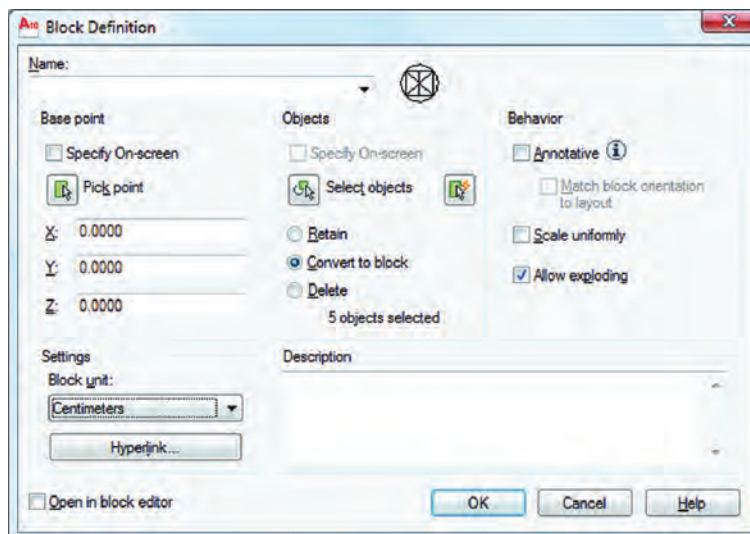 Block Definition
Name:
Base point
Specify On-screen
Pick point
X: 0.0000
Y: 0.0000
Z: 0.0000
Objects
Specify On-screen
Select objects
Retain
Convert to block
Delete
5 objects selected
Behavior
Annotative
Match block orientation
to layout
Scale uniformly
Allow exploding
Settings
Block unit:
Centimeters
Hyperlink...
Description
Open in block editor
OK
Cancel
Help